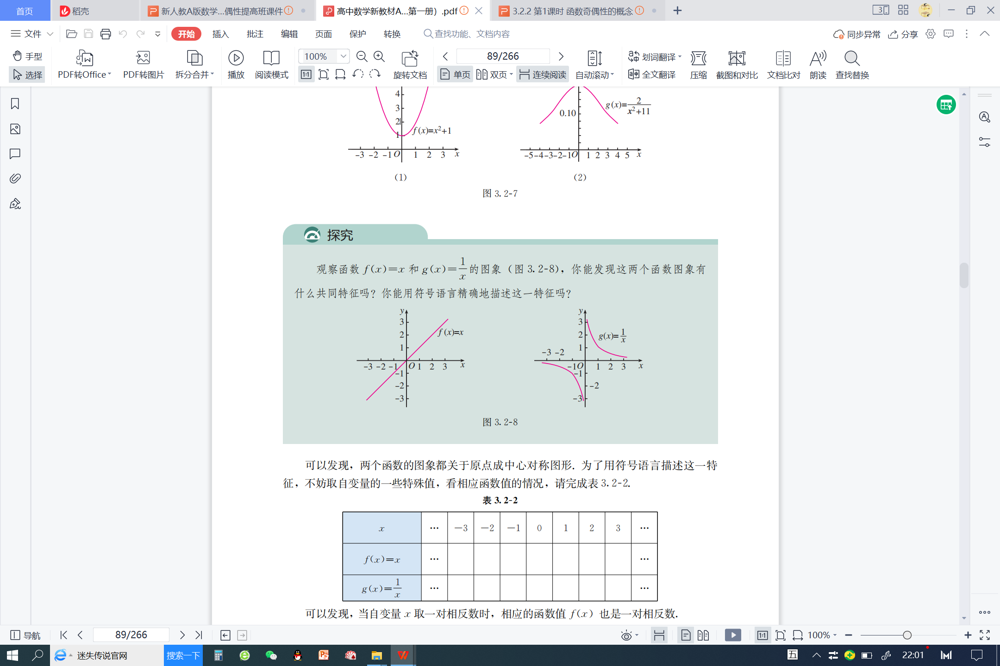 首页
稻壳
新人教A版数学...偶性提高班课件
高中数学新教材A...第一册）.pdf
3.2.2 第1课时 函数奇偶性的概念
文件
开始
插入
批注
编辑
页面
保护
转换
查找功能、文档内容
同步异常
分享
手型
选择
PDF转Office
PDF转图片
拆分合并
播放
阅读模式
100%
旋转文档
89/266
单页
双页
连续阅读
自动滚动
划词翻译
全文翻译
压缩
截图和对比
文档比对
朗读
查找替换
4
3
2
1
f(x)=x²+1
-3 -2 -1 O 1 2 3 x
(1)
0.10
g(x)=2/(x²+11)
-5-4-3-2-1O 1 2 3 4 5 x
(2)
图 3.2-7
探究
观察函数 f(x)=x 和 g(x)=1/x 的图象（图 3.2-8），你能发现这两个函数图象有
什么共同特征吗？你能用符号语言精确地描述这一特征吗？
y
3
2
1
f(x)=x
-3 -2 -1 O 1 2 3 x
-1
-2
-3
y
3
2
1
g(x)=1/x
-3 -2
-1O 1 2 3 x
-1
-2
-3
图 3.2-8
可以发现，两个函数的图象都关于原点成中心对称图形. 为了用符号语言描述这一特
征，不妨取自变量的一些特殊值，看相应函数值的情况，请完成表 3.2-2.
表 3.2-2
x … -3 -2 -1 0 1 2 3 …
f(x)=x … …
g(x)=1/x … …
可以发现，当自变量 x 取一对相反数时，相应的函数值 f(x) 也是一对相反数.
导航
89/266
100%
迷失传说官网
搜索一下
五
22:01